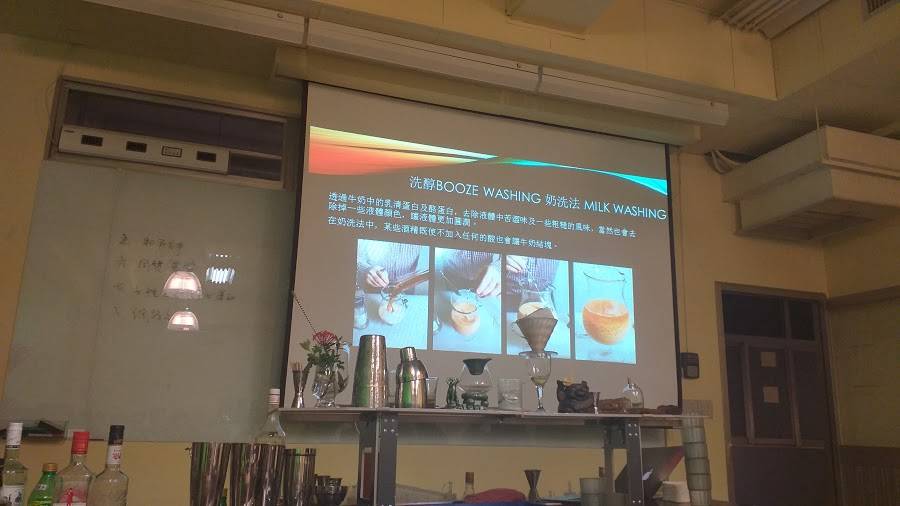 洗醇BOOZE WASHING 奶洗法 MILK WASHING
透過牛奶中的乳清蛋白及酪蛋白，去除液體中苦澀味及一些粗糙的風味，當然也會去
除掉一些液體顏色，讓液體更加圓潤。
在奶洗法中，某些酒精既使不加入任何的酸也會讓牛奶結塊。